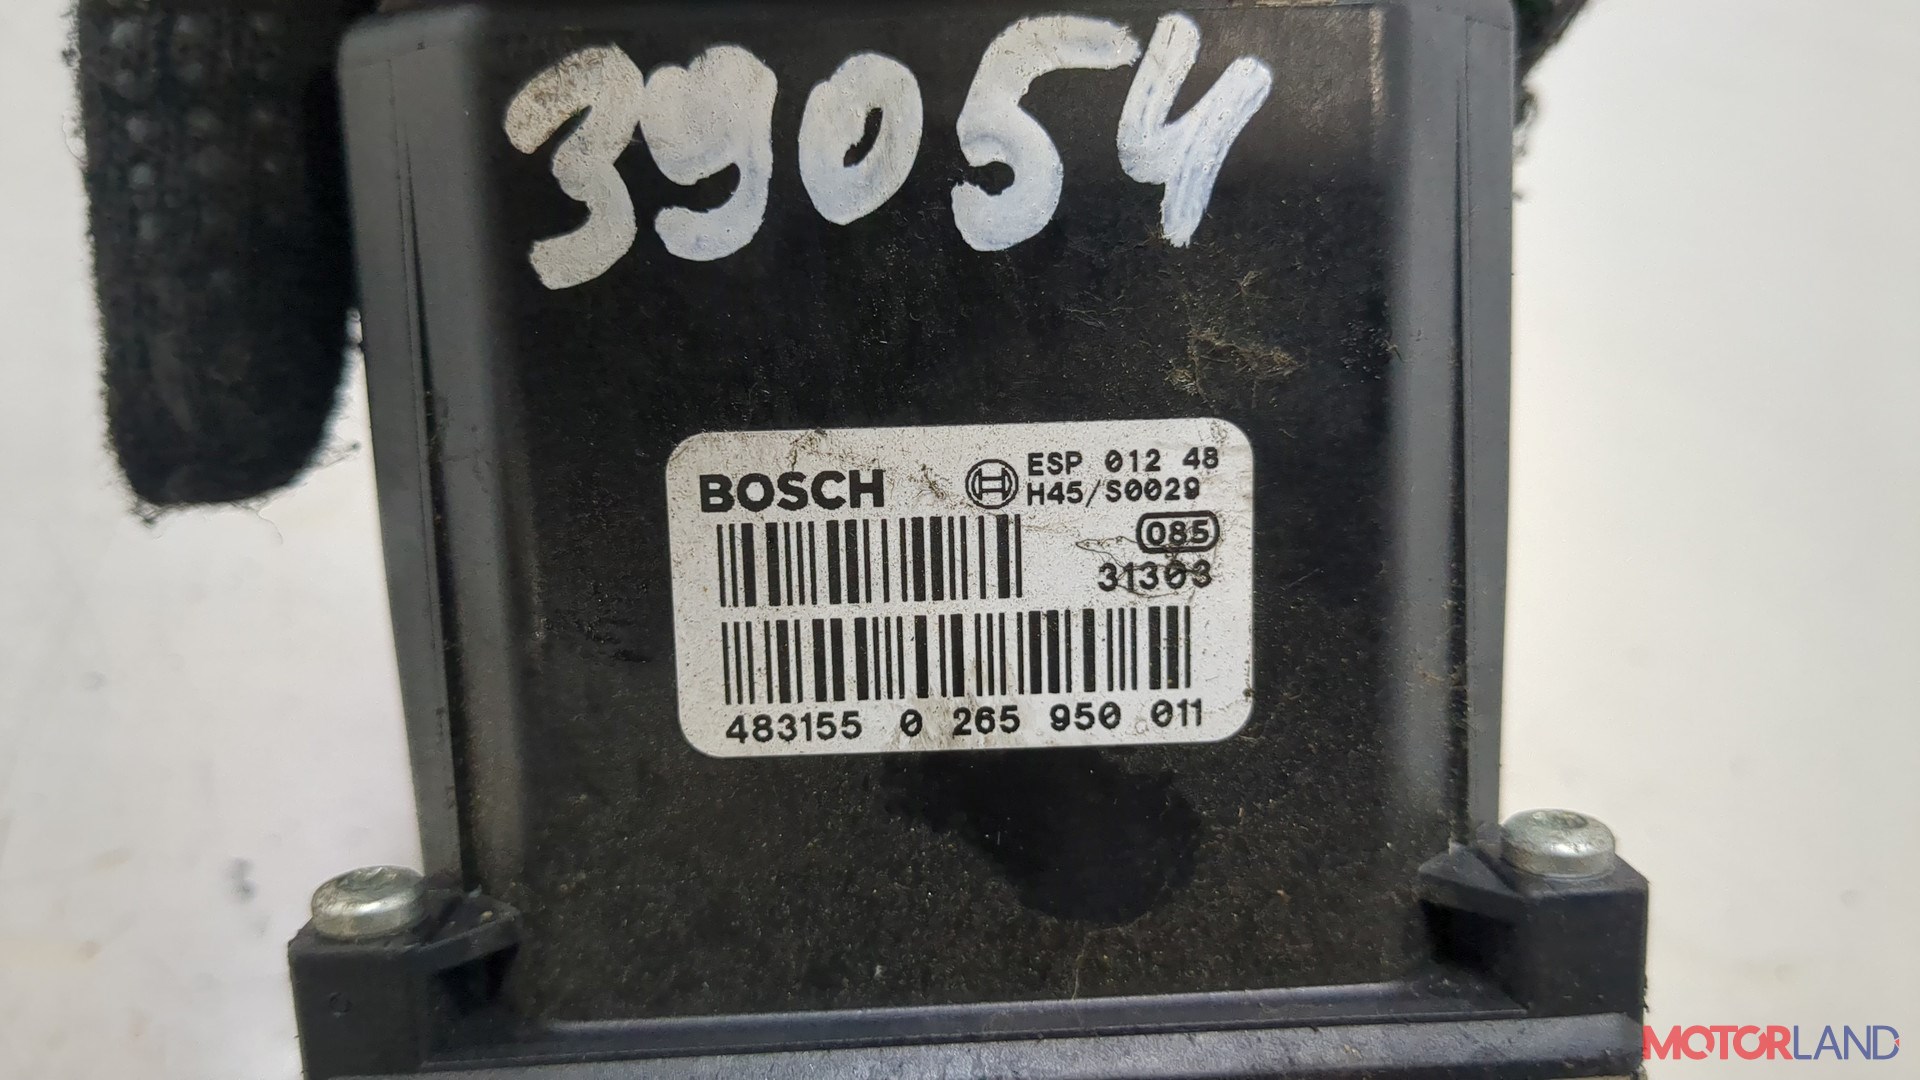 39054
BOSCH
ESP 012 48
H45/S0029
085
31303
483155 0 265 950 011
MOTORLAND